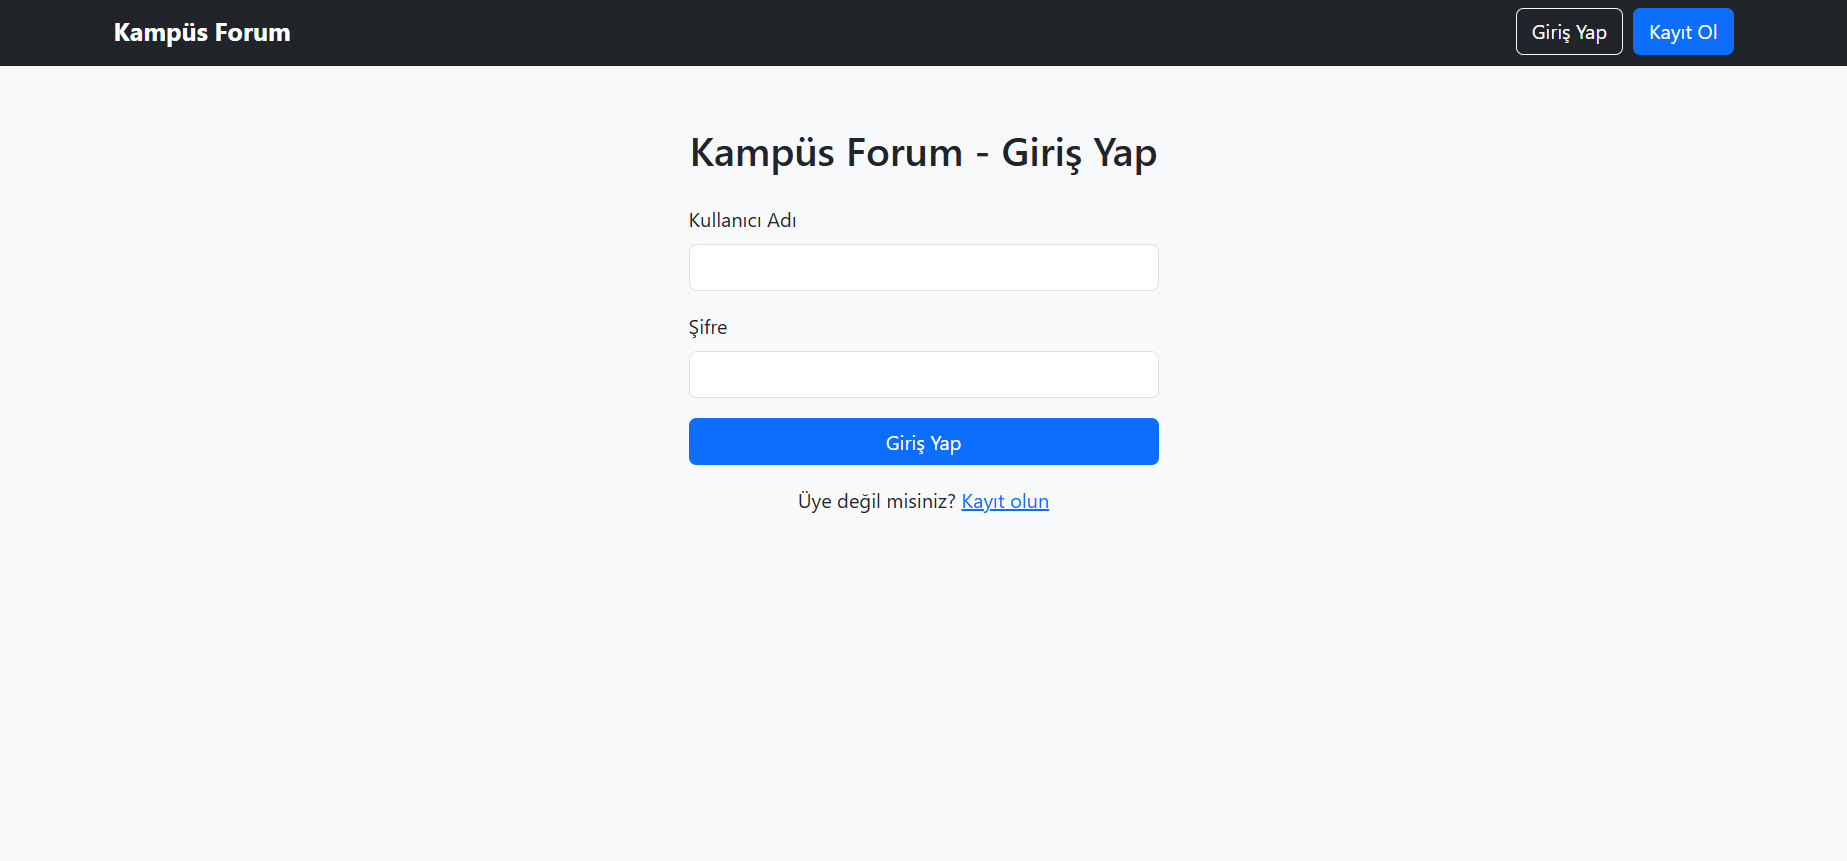 Kampüs Forum
Giriş Yap
Kayıt Ol
Kampüs Forum - Giriş Yap
Kullanıcı Adı
Şifre
Giriş Yap
Üye değil misiniz? Kayıt olun